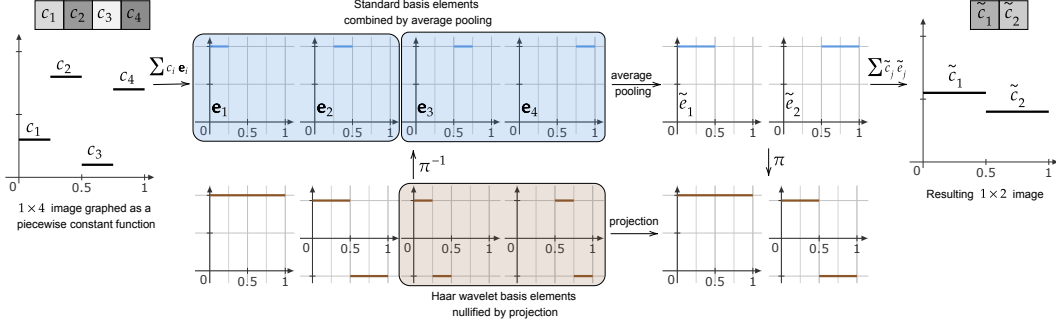 Standard basis elements
combined by average pooling
c₁ c₂ c₃ c₄
c̃₁ c̃₂
c₁
c₂
c₃
c₄
0 0.5 1
1 × 4 image graphed as a
piecewise constant function
∑ cᵢ 𝐞ᵢ
𝐞₁
0 0.5 1
𝐞₂
0 0.5 1
𝐞₃
0 0.5 1
𝐞₄
0 0.5 1
average
pooling
ẽ₁
0 0.5 1
ẽ₂
0 0.5 1
∑ c̃ⱼ ẽⱼ
c̃₁
c̃₂
0 0.5 1
Resulting 1 × 2 image
π⁻¹
π
0 0.5 1
0 0.5 1
0 0.5 1
0 0.5 1
projection
0 0.5 1
0 0.5 1
Haar wavelet basis elements
nullified by projection